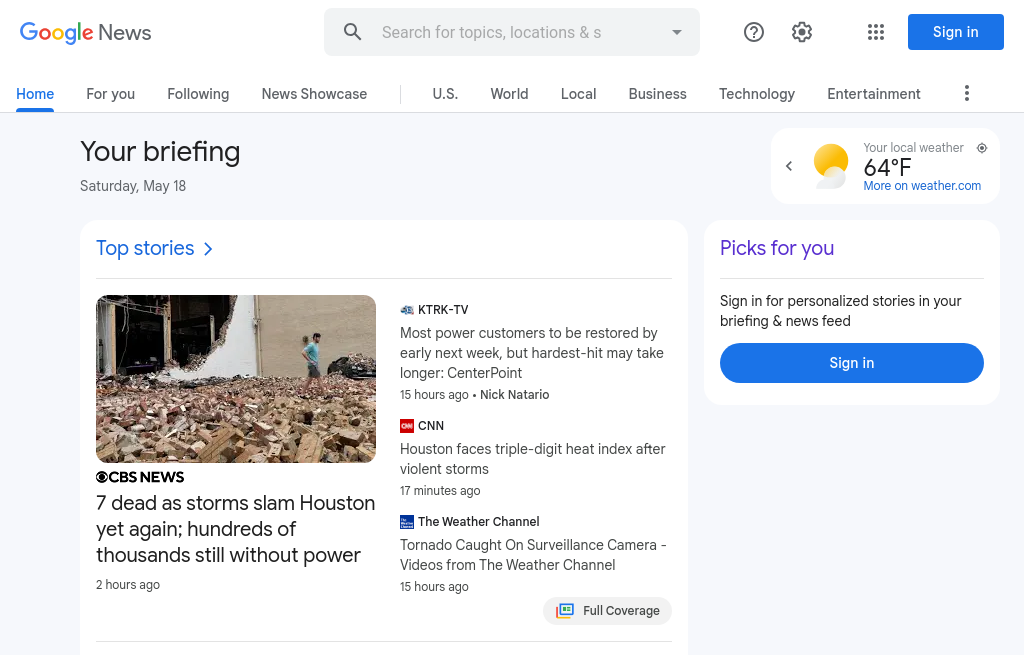 Google News
Search for topics, locations & s
Sign in
Home
For you
Following
News Showcase
U.S.
World
Local
Business
Technology
Entertainment
Your briefing
Saturday, May 18
Your local weather
64°F
More on weather.com
Top stories
CBS NEWS
7 dead as storms slam Houston
yet again; hundreds of
thousands still without power
2 hours ago
KTRK-TV
Most power customers to be restored by
early next week, but hardest-hit may take
longer: CenterPoint
15 hours ago • Nick Natario
CNN
CNN
Houston faces triple-digit heat index after
violent storms
17 minutes ago
The Weather Channel
Tornado Caught On Surveillance Camera -
Videos from The Weather Channel
15 hours ago
Full Coverage
Picks for you
Sign in for personalized stories in your
briefing & news feed
Sign in